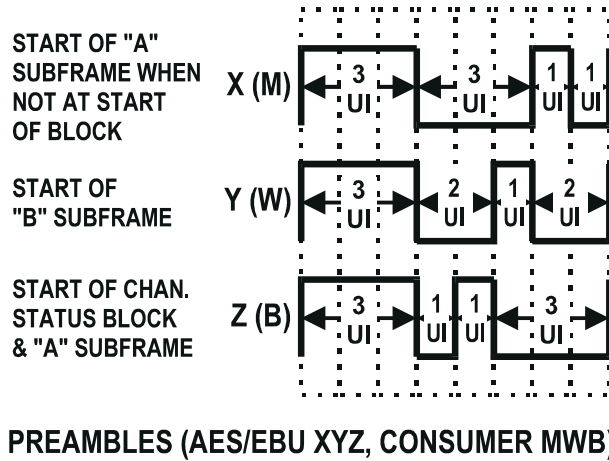 START OF "A"
SUBFRAME WHEN
NOT AT START
OF BLOCK
X (M)
3
UI
3
UI
1
UI
1
UI
START OF
"B" SUBFRAME
Y (W)
3
UI
2
UI
1
UI
2
UI
START OF CHAN.
STATUS BLOCK
& "A" SUBFRAME
Z (B)
3
UI
1
UI
1
UI
3
UI
PREAMBLES (AES/EBU XYZ, CONSUMER MWB)